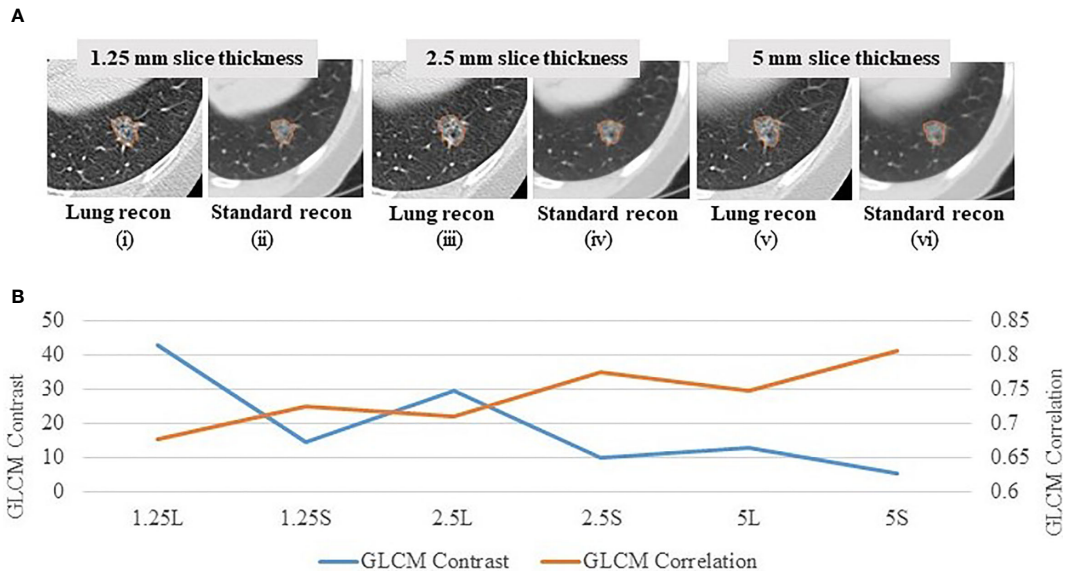 A
1.25 mm slice thickness
2.5 mm slice thickness
5 mm slice thickness
Lung recon
(i)
Standard recon
(ii)
Lung recon
(iii)
Standard recon
(iv)
Lung recon
(v)
Standard recon
(vi)
B
GLCM Contrast
50
40
30
20
10
0
0.85
0.8
0.75
0.7
0.65
0.6
GLCM Correlation
1.25L
1.25S
2.5L
2.5S
5L
5S
GLCM Contrast
GLCM Correlation